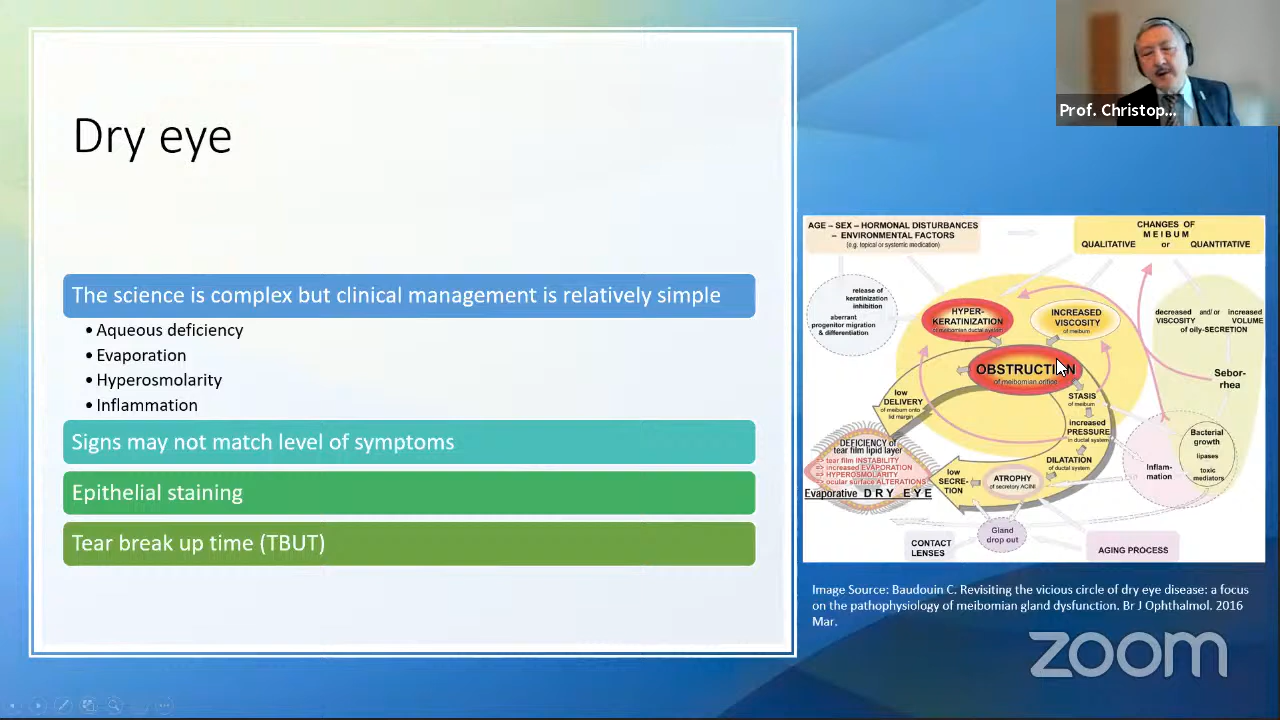 Prof. Christop...
Dry eye
The science is complex but clinical management is relatively simple
• Aqueous deficiency
• Evaporation
• Hyperosmolarity
• Inflammation
Signs may not match level of symptoms
Epithelial staining
Tear break up time (TBUT)
AGE – SEX – HORMONAL DISTURBANCES
– ENVIRONMENTAL FACTORS
(e.g. topical or systemic medication)
CHANGES OF
MEIBUM
QUALITATIVE or QUANTITATIVE
release of
keratinization
inhibition
aberrant
progenitor migration
& differentiation
HYPER-
KERATINIZATION
of meibomian ductal system
INCREASED
VISCOSITY
of meibum
decreased and/or increased
VISCOSITY VOLUME
of oily-SECRETION
OBSTRUCTION
of meibomian orifice
Sebor-
rhea
low
DELIVERY
of meibum onto
lid margin
STASIS
of meibum
increased
PRESSURE
in ductal system
DILATATION
of ductal system
Bacterial
growth
lipases
toxic
mediators
Inflam-
mation
DEFICIENCY of
tear film lipid layer
=> tear film INSTABILITY
=> increased EVAPORATION
=> HYPEROSMOLARITY
=> ocular surface ALTERATIONS
Evaporative DRY EYE
low
SECRE-
TION
ATROPHY
of secretory ACINI
Gland
drop out
CONTACT
LENSES
AGING PROCESS
Image Source: Baudouin C. Revisiting the vicious circle of dry eye disease: a focus
on the pathophysiology of meibomian gland dysfunction. Br J Ophthalmol. 2016
Mar.
zoom